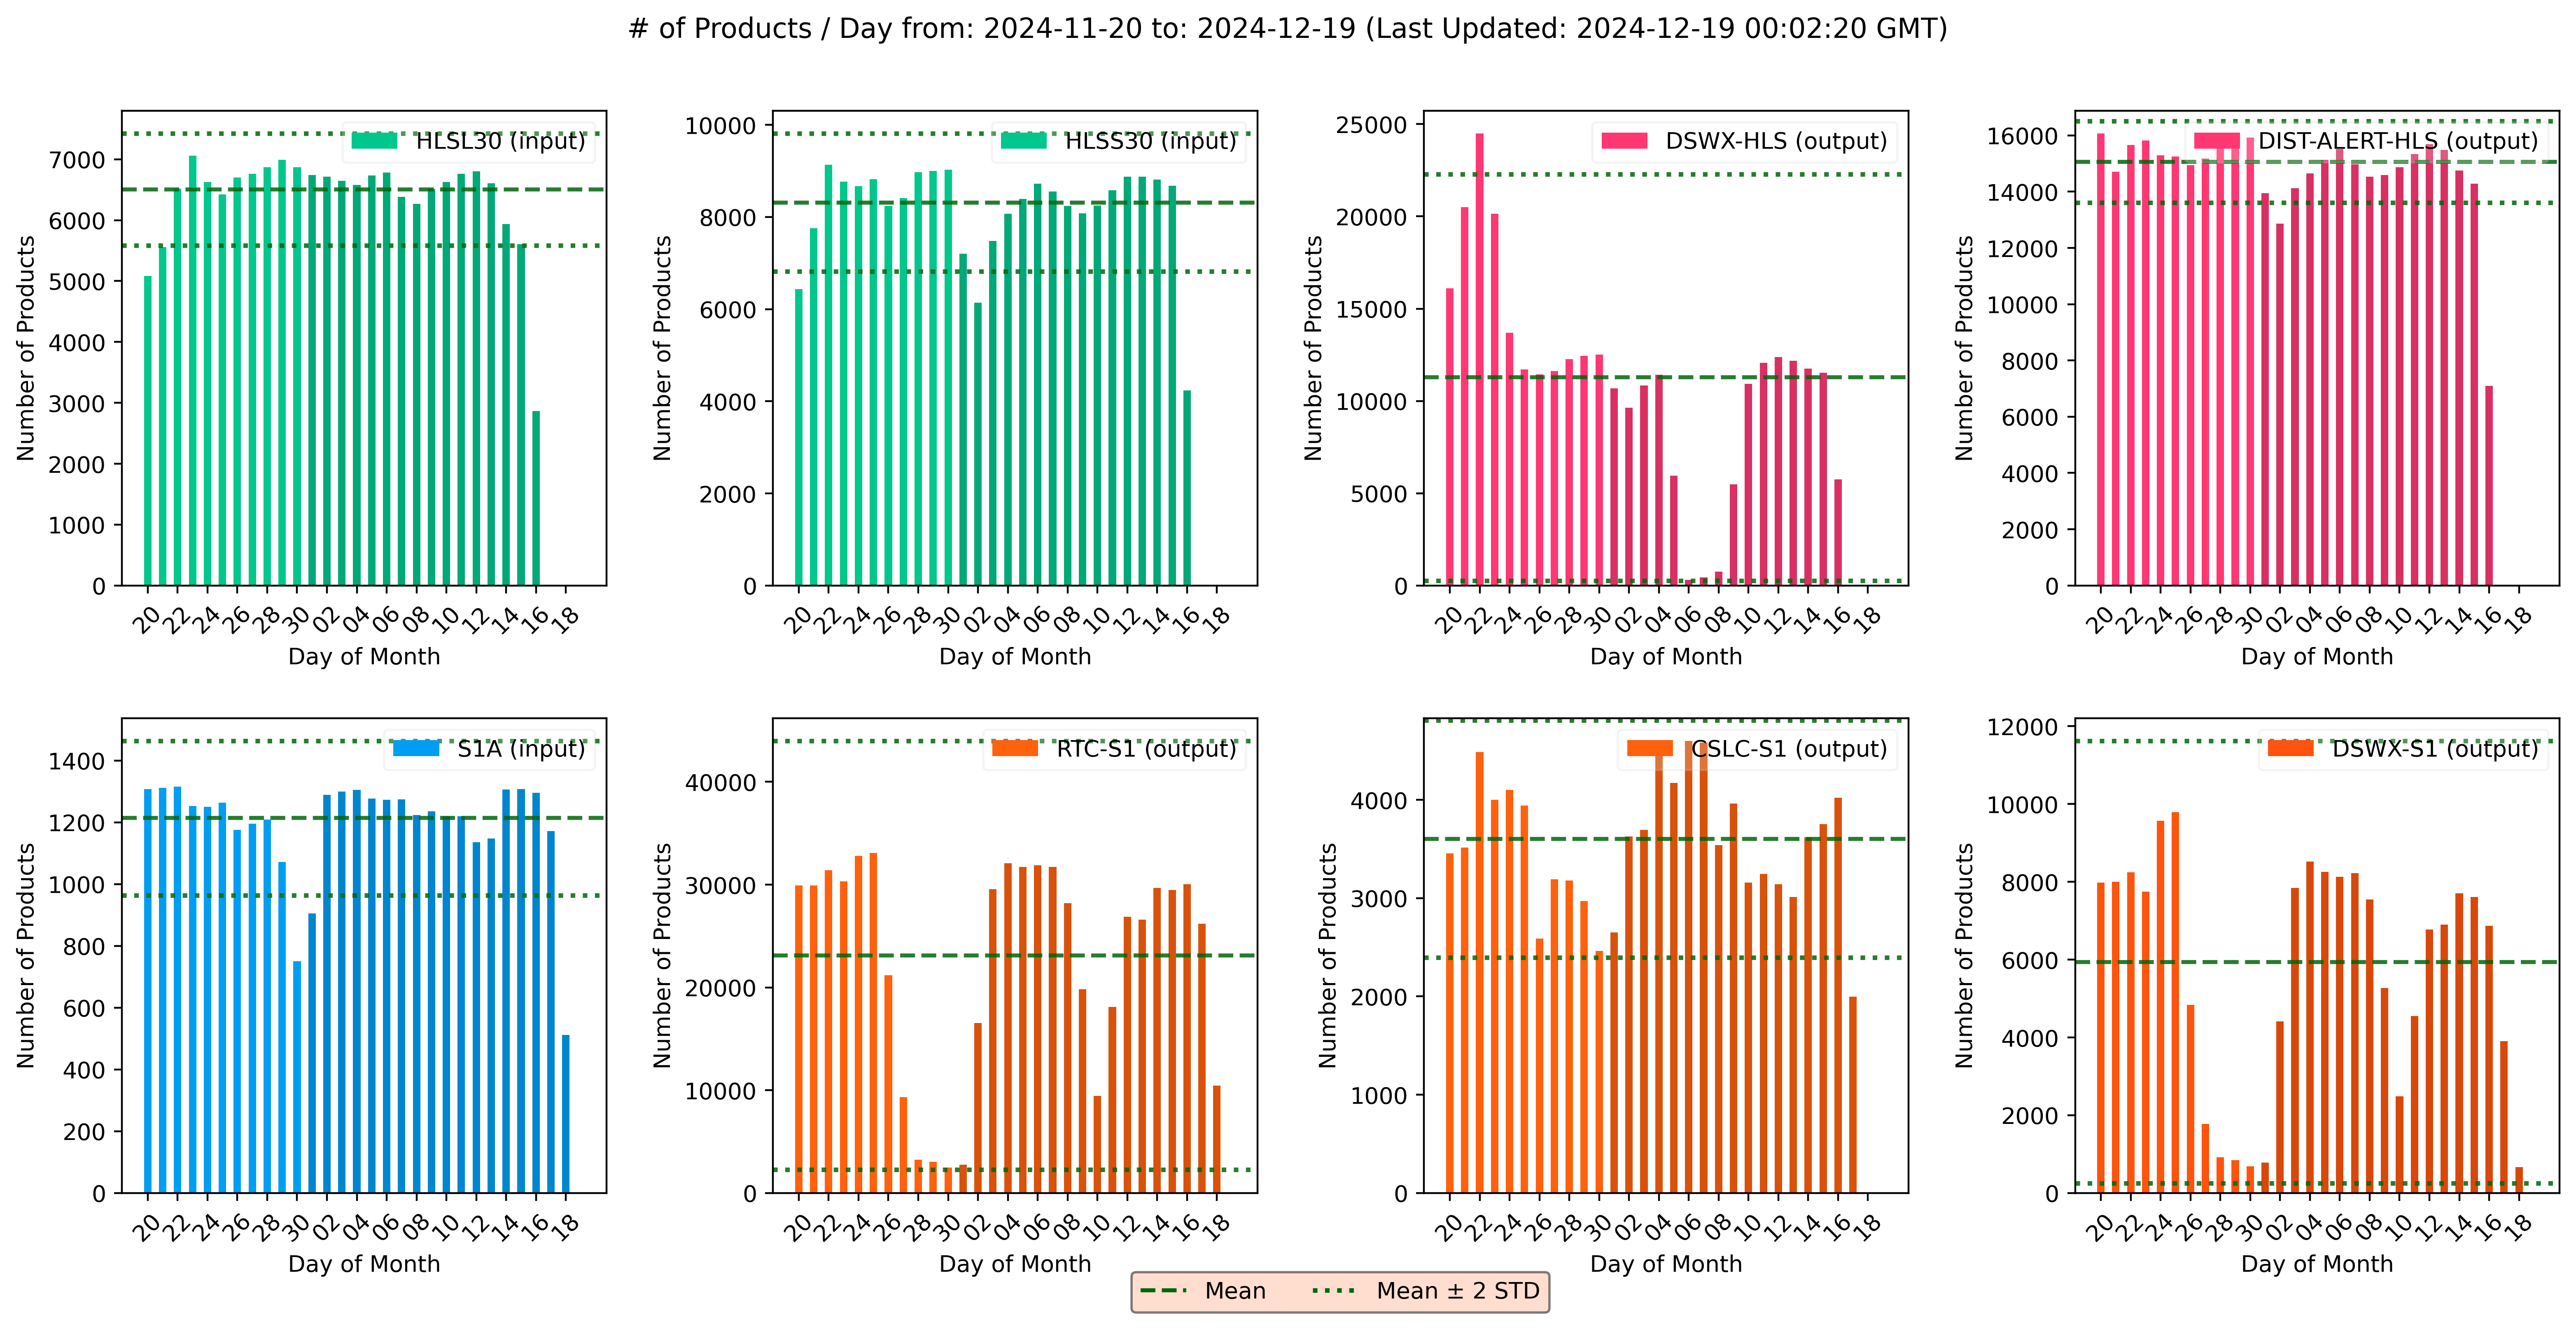 # of Products / Day from: 2024-11-20 to: 2024-12-19 (Last Updated: 2024-12-19 00:02:20 GMT)
HLSL30 (input)
Number of Products
7000
6000
5000
4000
3000
2000
1000
0
20 22 24 26 28 30 02 04 06 08 10 12 14 16 18
Day of Month
HLSS30 (input)
Number of Products
10000
8000
6000
4000
2000
0
20 22 24 26 28 30 02 04 06 08 10 12 14 16 18
Day of Month
DSWX-HLS (output)
Number of Products
25000
20000
15000
10000
5000
0
20 22 24 26 28 30 02 04 06 08 10 12 14 16 18
Day of Month
DIST-ALERT-HLS (output)
Number of Products
16000
14000
12000
10000
8000
6000
4000
2000
0
20 22 24 26 28 30 02 04 06 08 10 12 14 16 18
Day of Month
S1A (input)
Number of Products
1400
1200
1000
800
600
400
200
0
20 22 24 26 28 30 02 04 06 08 10 12 14 16 18
Day of Month
RTC-S1 (output)
Number of Products
40000
30000
20000
10000
0
20 22 24 26 28 30 02 04 06 08 10 12 14 16 18
Day of Month
CSLC-S1 (output)
Number of Products
4000
3000
2000
1000
0
20 22 24 26 28 30 02 04 06 08 10 12 14 16 18
Day of Month
DSWX-S1 (output)
Number of Products
12000
10000
8000
6000
4000
2000
0
20 22 24 26 28 30 02 04 06 08 10 12 14 16 18
Day of Month
Mean
Mean ± 2 STD